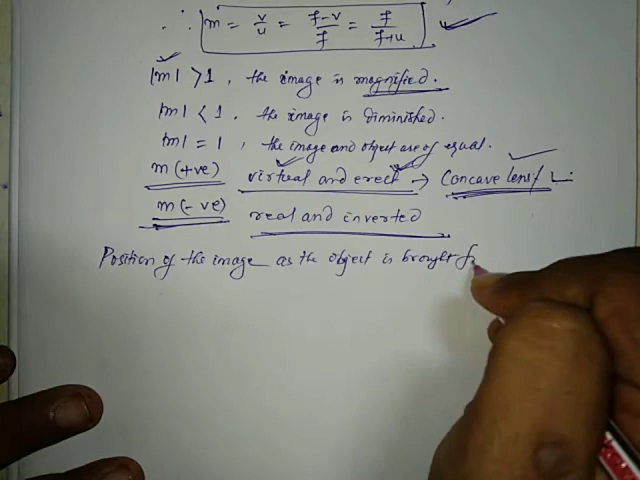 ∴ m = v/u = f-v/f = f/f+u
|m| > 1, the image is magnified.
|m| < 1, the image is Diminished.
|m| = 1, the image and object are of equal.
m (+ve) virtual and erect → Concave lens/
m (-ve) real and inverted
Position of the image as the object is brought f